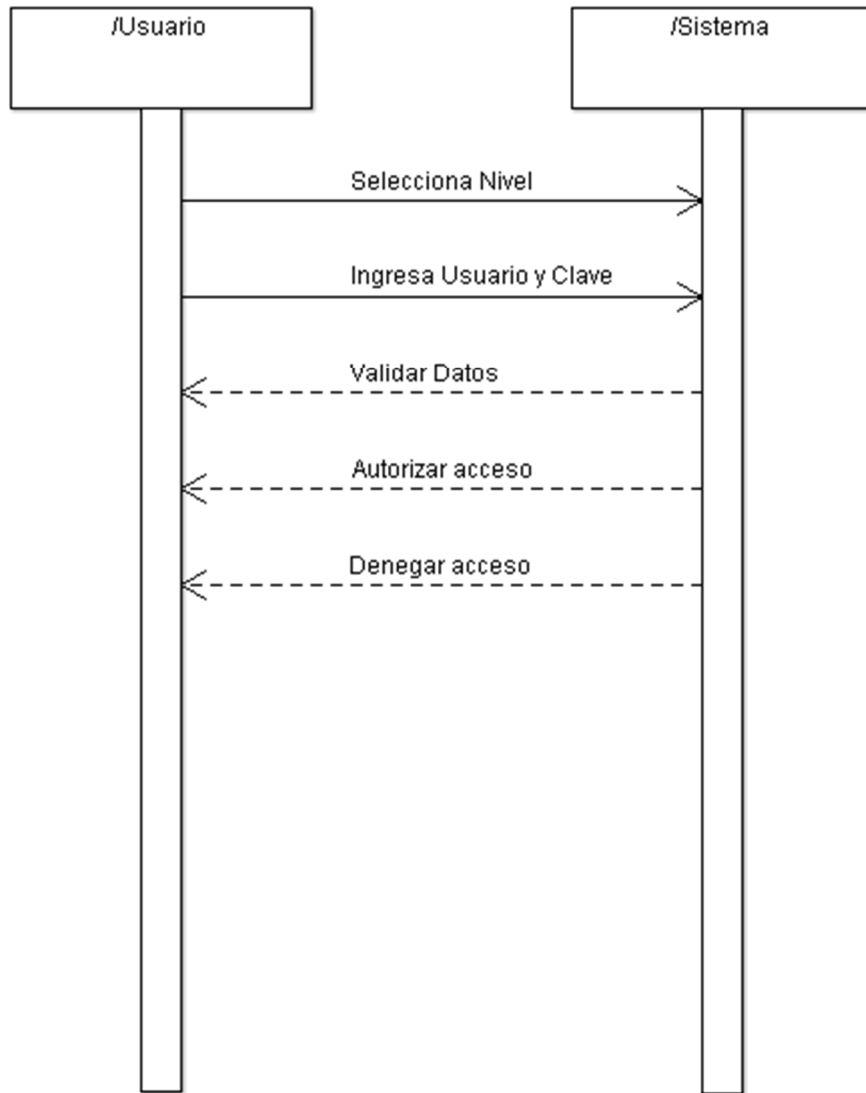 /Usuario
/Sistema
Selecciona Nivel
Ingresa Usuario y Clave
Validar Datos
Autorizar acceso
Denegar acceso